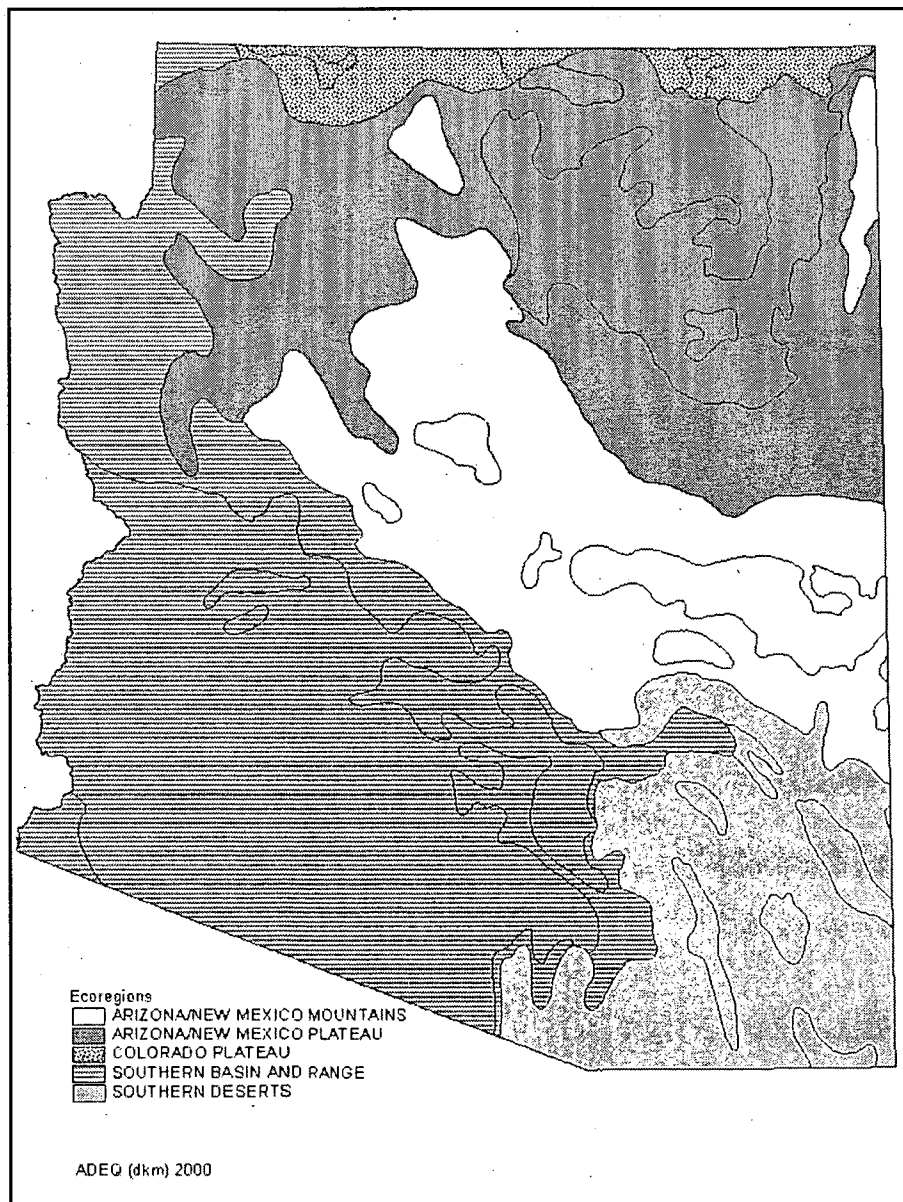 Ecoregions
ARIZONA/NEW MEXICO MOUNTAINS
ARIZONA/NEW MEXICO PLATEAU
COLORADO PLATEAU
SOUTHERN BASIN AND RANGE
SOUTHERN DESERTS
ADEQ (dkm) 2000